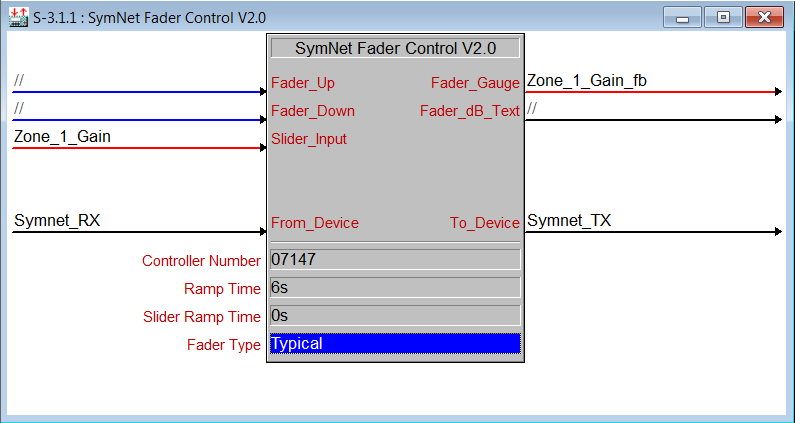 S-3.1.1 : SymNet Fader Control V2.0
SymNet Fader Control V2.0
// Fader_Up Fader_Gauge Zone_1_Gain_fb
// Fader_Down Fader_dB_Text //
Zone_1_Gain Slider_Input
Symnet_RX From_Device To_Device Symnet_TX
Controller Number 07147
Ramp Time 6s
Slider Ramp Time 0s
Fader Type Typical